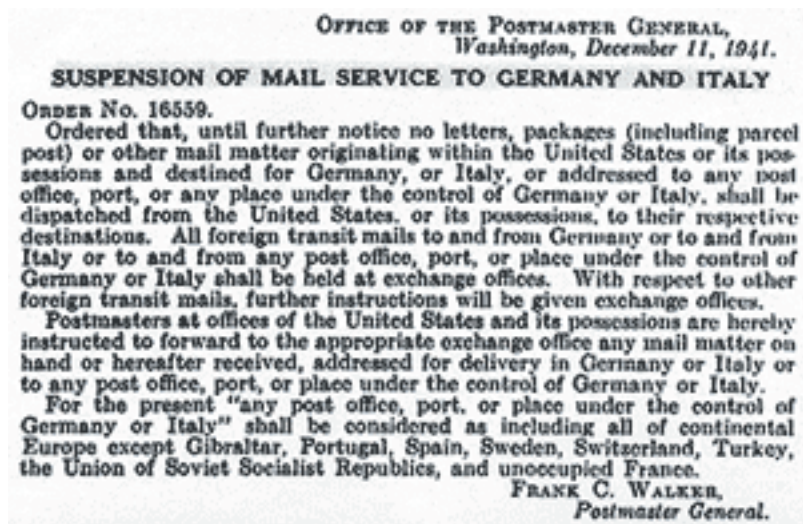 OFFICE OF THE POSTMASTER GENERAL,
Washington, December 11, 1941.
SUSPENSION OF MAIL SERVICE TO GERMANY AND ITALY
ORDER NO. 16559.
Ordered that, until further notice no letters, packages (including parcel
post) or other mail matter originating within the United States or its pos-
sessions and destined for Germany, or Italy, or addressed to any post
office, port, or any place under the control of Germany or Italy, shall be
dispatched from the United States, or its possessions, to their respective
destinations. All foreign transit mails to and from Germany or to and from
Italy or to and from any post office, port, or place under the control of
Germany or Italy shall be held at exchange offices. With respect to other
foreign transit mails, further instructions will be given exchange offices.
Postmasters at offices of the United States and its possessions are hereby
instructed to forward to the appropriate exchange office any mail matter on
hand or hereafter received, addressed for delivery in Germany or Italy or
to any post office, port, or place under the control of Germany or Italy.
For the present "any post office, port, or place under the control of
Germany or Italy" shall be considered as including all of continental
Europe except Gibraltar, Portugal, Spain, Sweden, Switzerland, Turkey,
the Union of Soviet Socialist Republics, and unoccupied France.
FRANK C. WALKER,
Postmaster General.